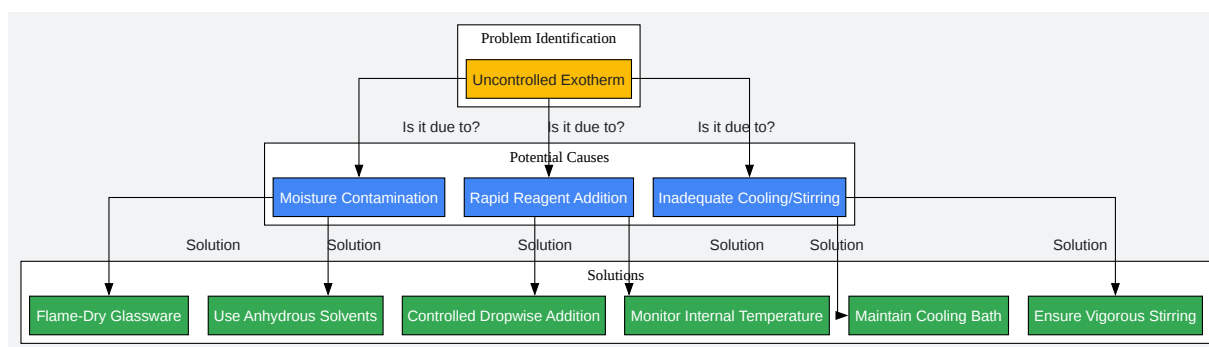 Problem Identification
Uncontrolled Exotherm
Is it due to?
Is it due to?
Is it due to?
Potential Causes
Moisture Contamination
Rapid Reagent Addition
Inadequate Cooling/Stirring
Solution
Solution
Solution
Solution
Solution
Solution
Solutions
Flame-Dry Glassware
Use Anhydrous Solvents
Controlled Dropwise Addition
Monitor Internal Temperature
Maintain Cooling Bath
Ensure Vigorous Stirring